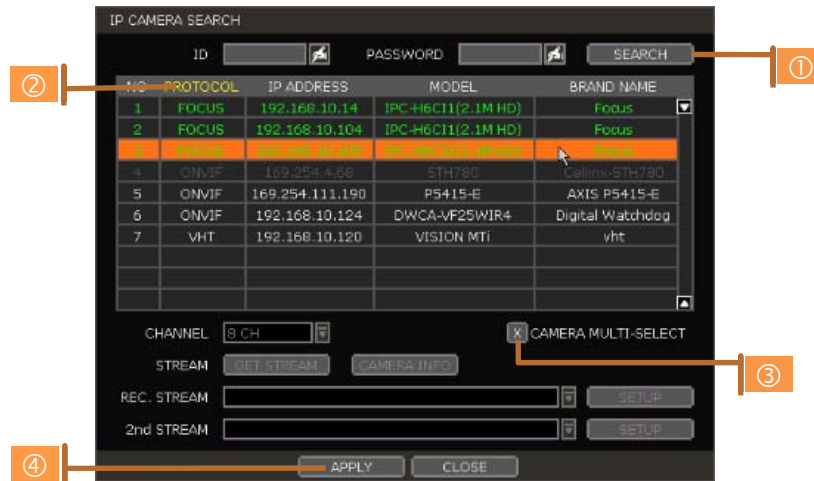 IP CAMERA SEARCH
ID PASSWORD SEARCH
①
②
NO PROTOCOL IP ADDRESS MODEL BRAND NAME
1 FOCUS 192.168.10.14 IPC-H6CI1(2.1M HD) Focus
2 FOCUS 192.168.10.104 IPC-H6CI1(2.1M HD) Focus
3 FOCUS Focus
4 ONVIF 169.254.4.68 STH780 Cellinx-STH780
5 ONVIF 169.254.111.190 P5415-E AXIS P5415-E
6 ONVIF 192.168.10.124 DWCA-VF25WIR4 Digital Watchdog
7 VHT 192.168.10.120 VISION MTi vht
CHANNEL 8 CH X CAMERA MULTI-SELECT
STREAM GET STREAM CAMERA INFO
③
REC. STREAM SETUP
2nd STREAM SETUP
④
APPLY CLOSE